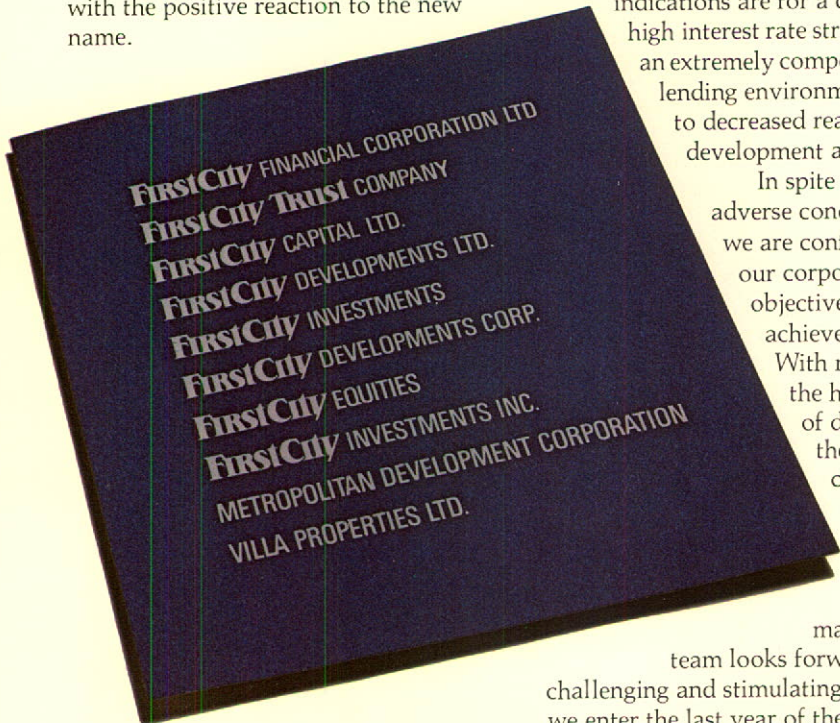 with the positive reaction to the new
name.
FIRSTCITY FINANCIAL CORPORATION LTD
FIRSTCITY TRUST COMPANY
FIRSTCITY CAPITAL LTD.
FIRSTCITY DEVELOPMENTS LTD.
FIRSTCITY INVESTMENTS
FIRSTCITY DEVELOPMENTS CORP.
FIRSTCITY EQUITIES
FIRSTCITY INVESTMENTS INC.
METROPOLITAN DEVELOPMENT CORPORATION
VILLA PROPERTIES LTD.
indications are for a
high interest rate
an extremely
lending
to decreased
development
In spite
adverse
we are
our
objective
achieve
With
the
of
team looks
challenging and stimulating
we enter the last year of the